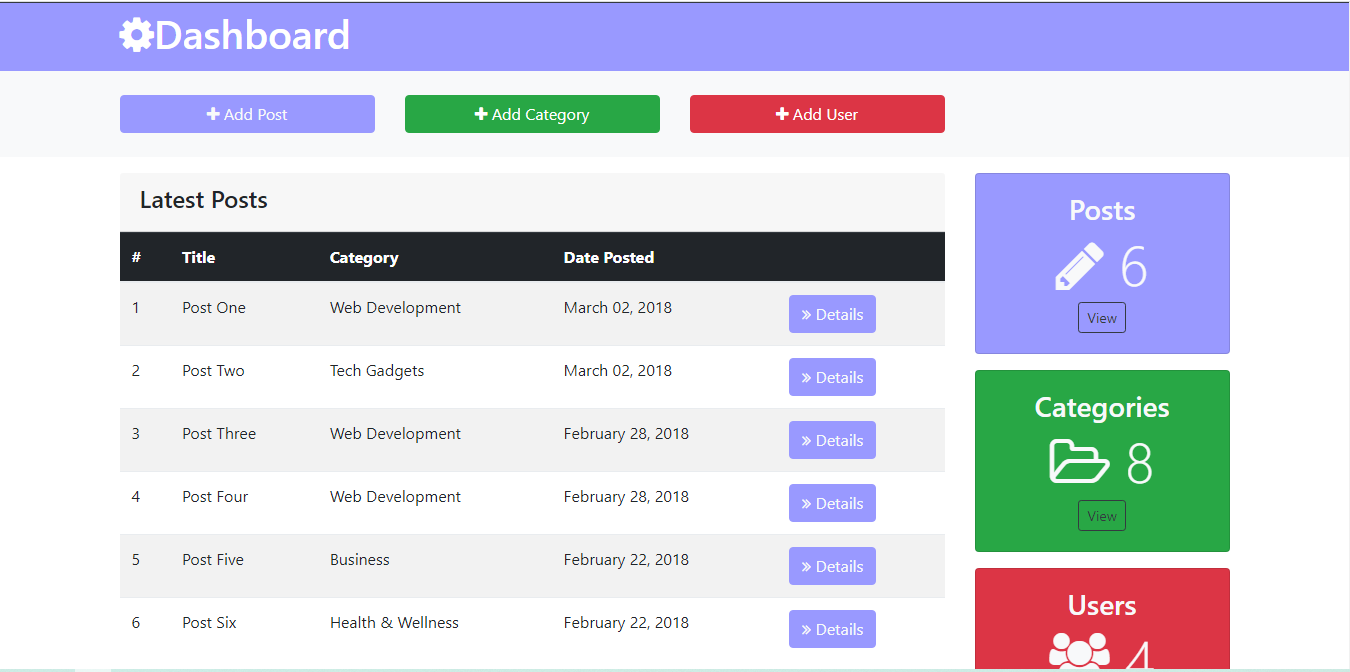 Dashboard
Add Post
Add Category
Add User
Latest Posts
# Title Category Date Posted
1 Post One Web Development March 02, 2018 » Details
2 Post Two Tech Gadgets March 02, 2018 » Details
3 Post Three Web Development February 28, 2018 » Details
4 Post Four Web Development February 28, 2018 » Details
5 Post Five Business February 22, 2018 » Details
6 Post Six Health & Wellness February 22, 2018 » Details
Posts
6
View
Categories
8
View
Users
4